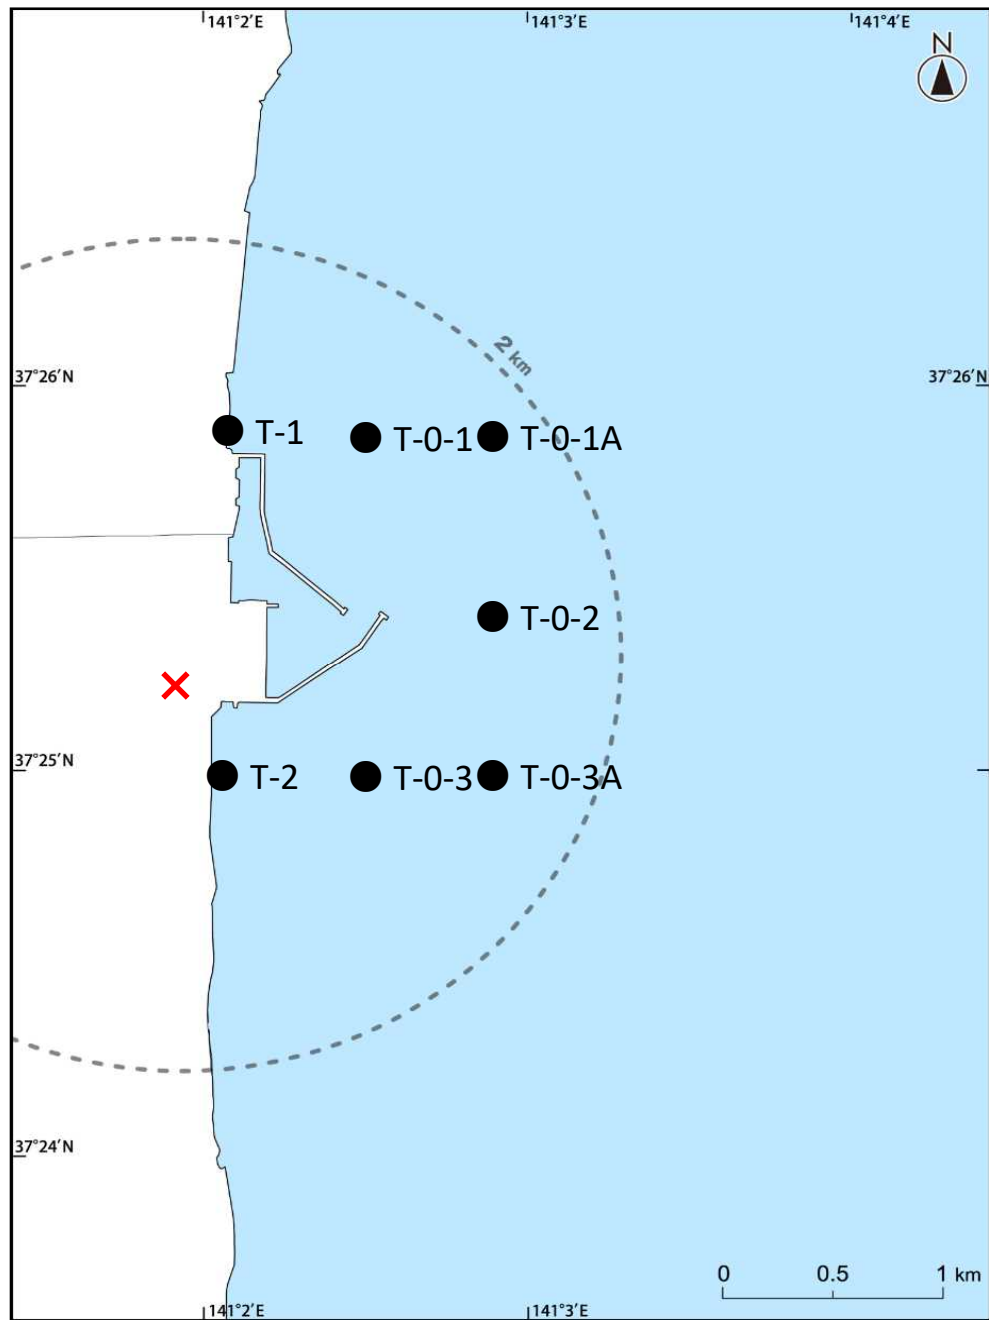 141°2′E
141°3′E
141°4′E
N
2 km
37°26′N
37°26′N
T-1
T-0-1
T-0-1A
T-0-2
37°25′N
T-2
T-0-3
T-0-3A
37°24′N
0 0.5 1 km
141°2′E
141°3′E